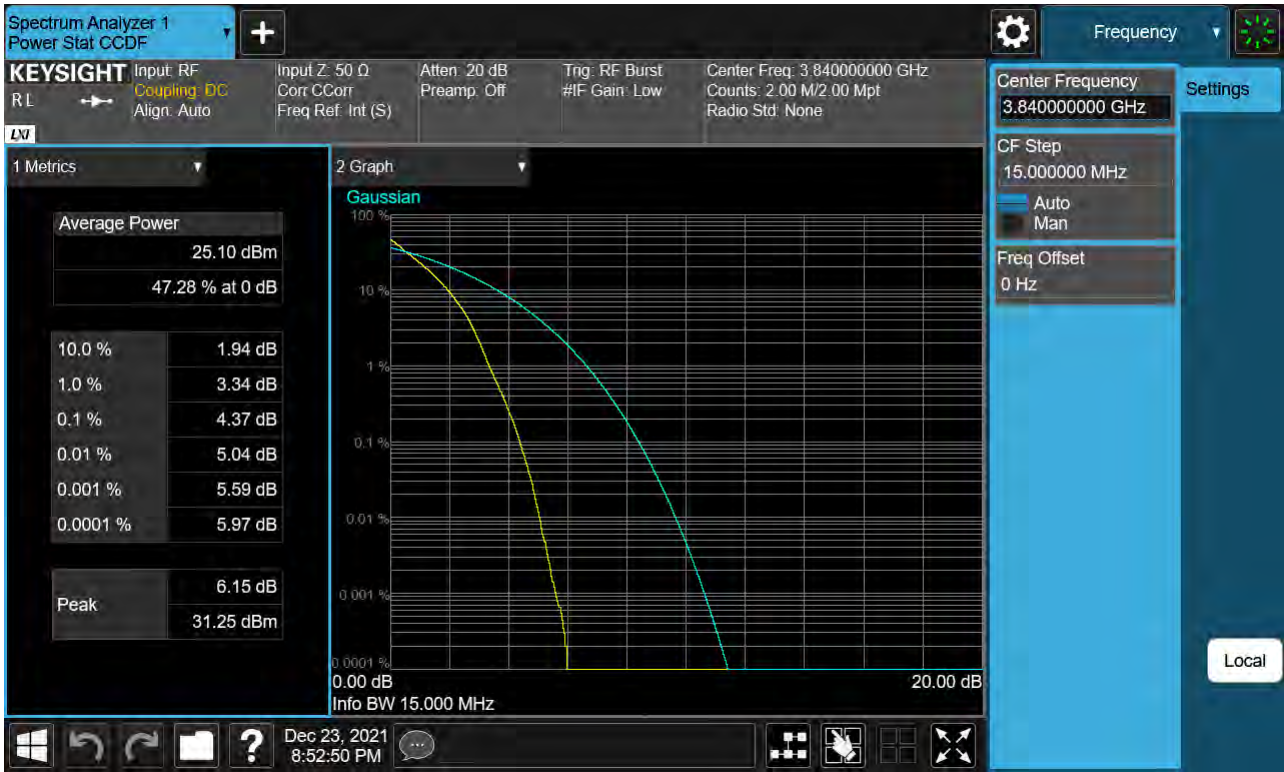 Spectrum Analyzer 1
Power Stat CCDF
+
Frequency
KEYSIGHT
R L
LXI
Input: RF
Coupling: DC
Align: Auto
Input Z: 50 Ω
Corr CCorr
Freq Ref: Int (S)
Atten: 20 dB
Preamp: Off
Trig: RF Burst
#IF Gain: Low
Center Freq: 3.840000000 GHz
Counts: 2.00 M/2.00 Mpt
Radio Std: None
1 Metrics
Average Power
25.10 dBm
47.28 % at 0 dB
10.0 % 1.94 dB
1.0 % 3.34 dB
0.1 % 4.37 dB
0.01 % 5.04 dB
0.001 % 5.59 dB
0.0001 % 5.97 dB
Peak
6.15 dB
31.25 dBm
2 Graph
Gaussian
100 %
10 %
1 %
0.1 %
0.01 %
0.001 %
0.0001 %
0.00 dB
20.00 dB
Info BW 15.000 MHz
Center Frequency
3.840000000 GHz
CF Step
15.000000 MHz
Auto
Man
Freq Offset
0 Hz
Settings
Local
?
Dec 23, 2021
8:52:50 PM